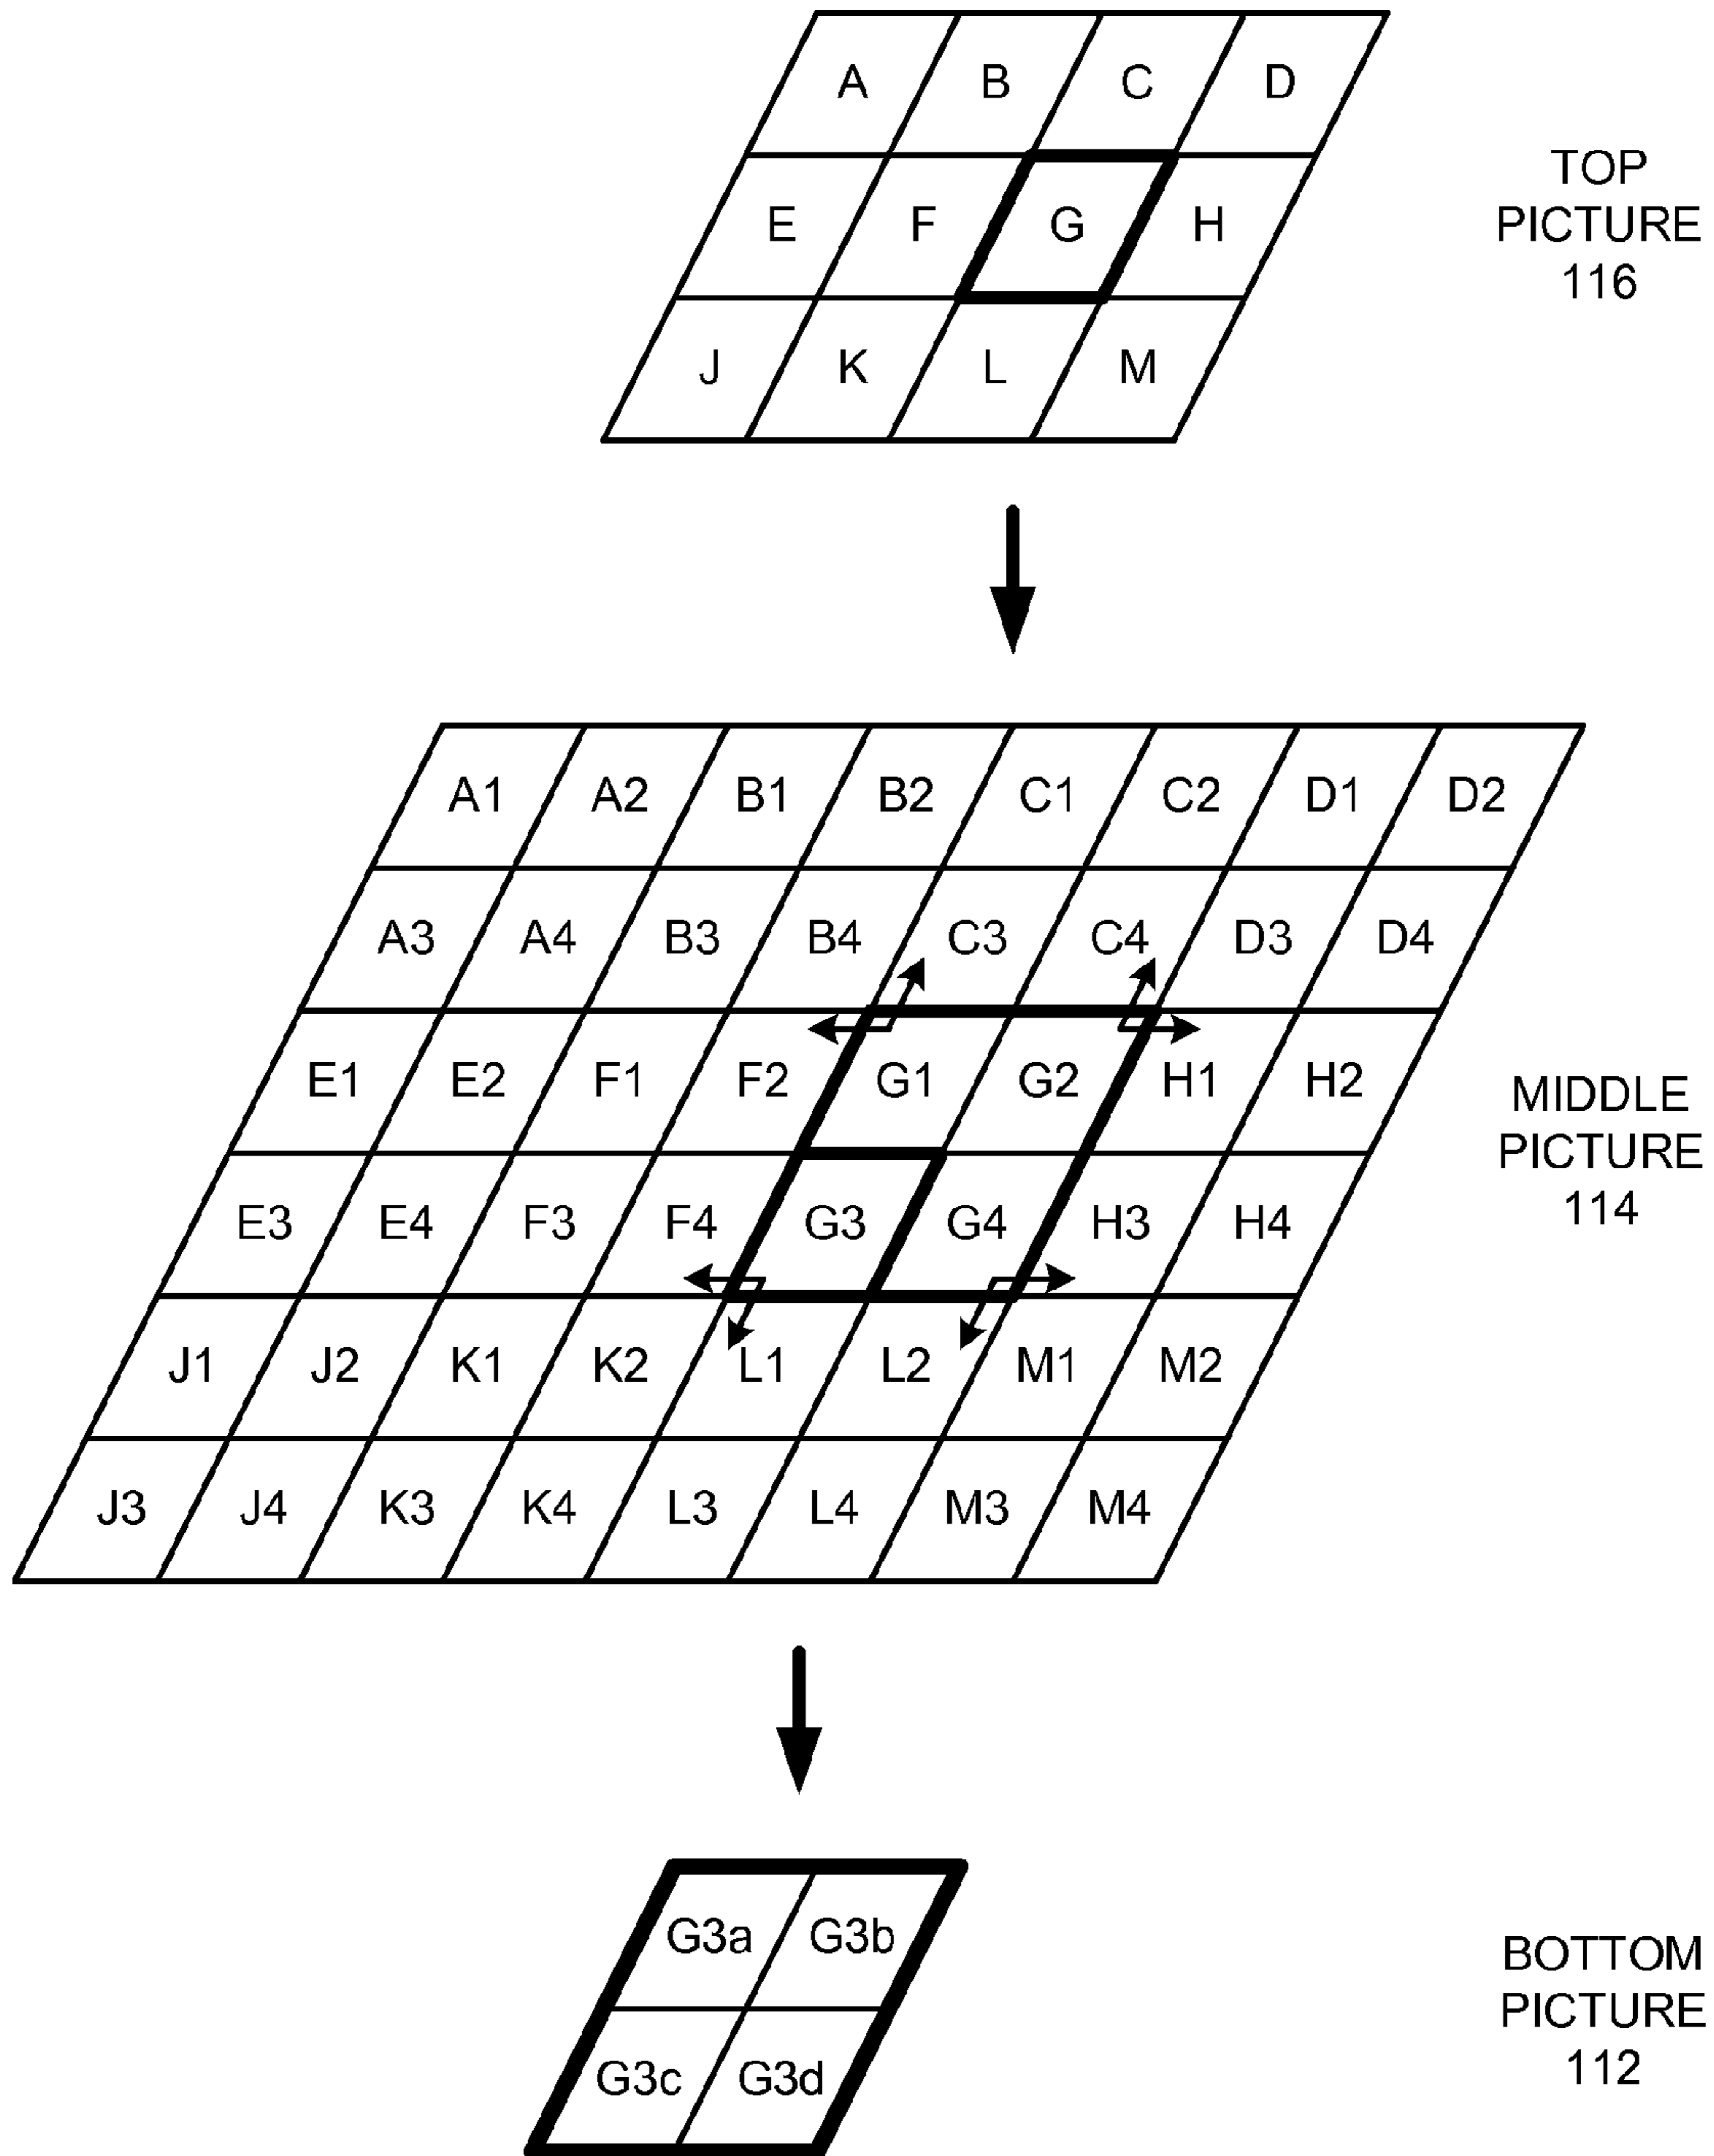 A B C D
E F G H
J K L M
TOP
PICTURE
116
A1 A2 B1 B2 C1 C2 D1 D2
A3 A4 B3 B4 C3 C4 D3 D4
E1 E2 F1 F2 G1 G2 H1 H2
E3 E4 F3 F4 G3 G4 H3 H4
J1 J2 K1 K2 L1 L2 M1 M2
J3 J4 K3 K4 L3 L4 M3 M4
MIDDLE
PICTURE
114
G3a G3b
G3c G3d
BOTTOM
PICTURE
112